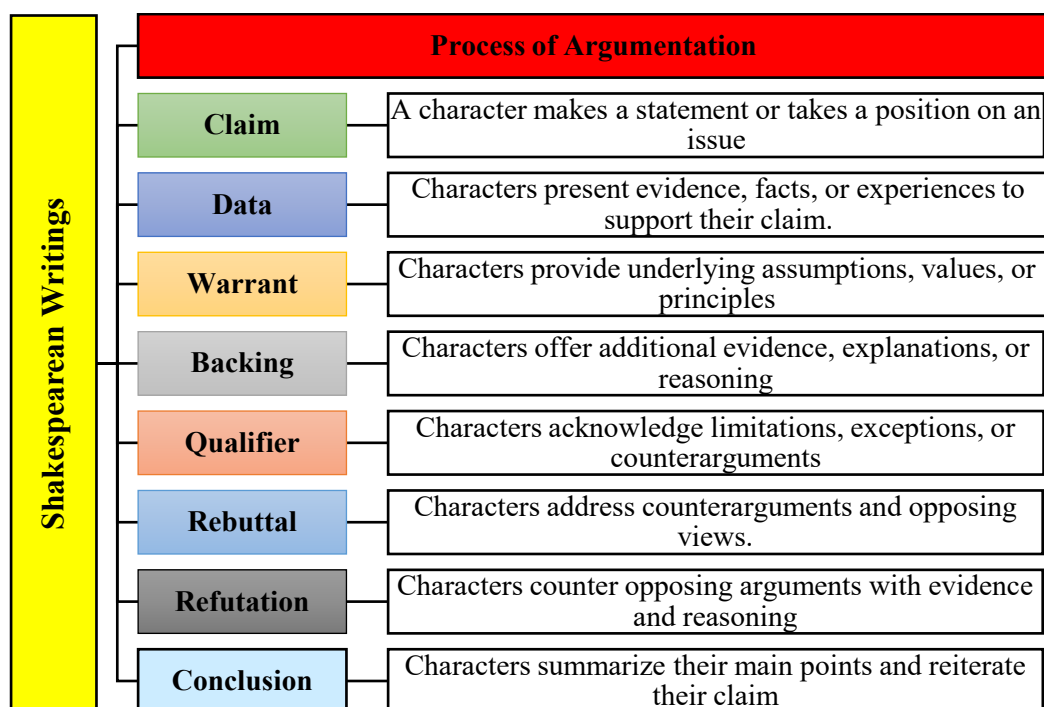 Shakespearean Writings
Process of Argumentation
Claim
A character makes a statement or takes a position on an
issue
Data
Characters present evidence, facts, or experiences to
support their claim.
Warrant
Characters provide underlying assumptions, values, or
principles
Backing
Characters offer additional evidence, explanations, or
reasoning
Qualifier
Characters acknowledge limitations, exceptions, or
counterarguments
Rebuttal
Characters address counterarguments and opposing
views.
Refutation
Characters counter opposing arguments with evidence
and reasoning
Conclusion
Characters summarize their main points and reiterate
their claim